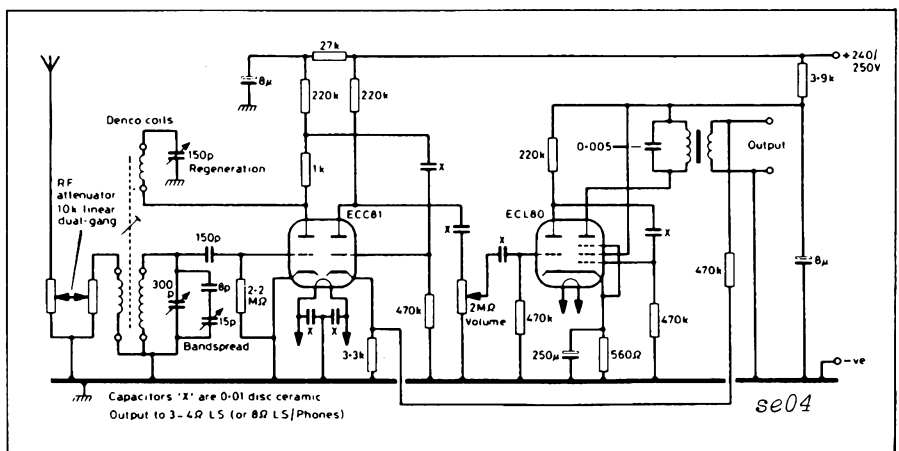 27k
+240/
250V
8μ
3·9k
220k
220k
Denco coils
150p
Regeneration
1k
X
220k
0·005
Output
RF
attenuator
10k linear
dual-gang
ECC81
ECL80
150p
X
X
X
X
8μ
300
p
8p
15p
Bandspread
2·2
MΩ
X
X
470k
2MΩ
Volume
470k
470k
470k
3·3k
250μ
560Ω
-ve
Capacitors 'X' are 0·01 disc ceramic
Output to 3-4Ω LS (or 8Ω LS/Phones)
se04